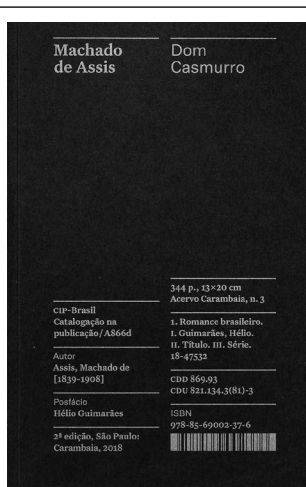 Machado
de Assis
Dom
Casmurro
CIP-Brasil
Catalogação na
publicação/A866d
Autor
Assis, Machado de
[1839-1908]
Posfácio
Hélio Guimarães
2ª edição, São Paulo:
Carambaia, 2018
344 p., 13×20 cm
Acervo Carambaia, n. 3
1. Romance brasileiro.
I. Guimarães, Hélio.
II. Título. III. Série.
18-47532
CDD 869.93
CDU 821.134.3(81)-3
ISBN
978-85-69002-37-6